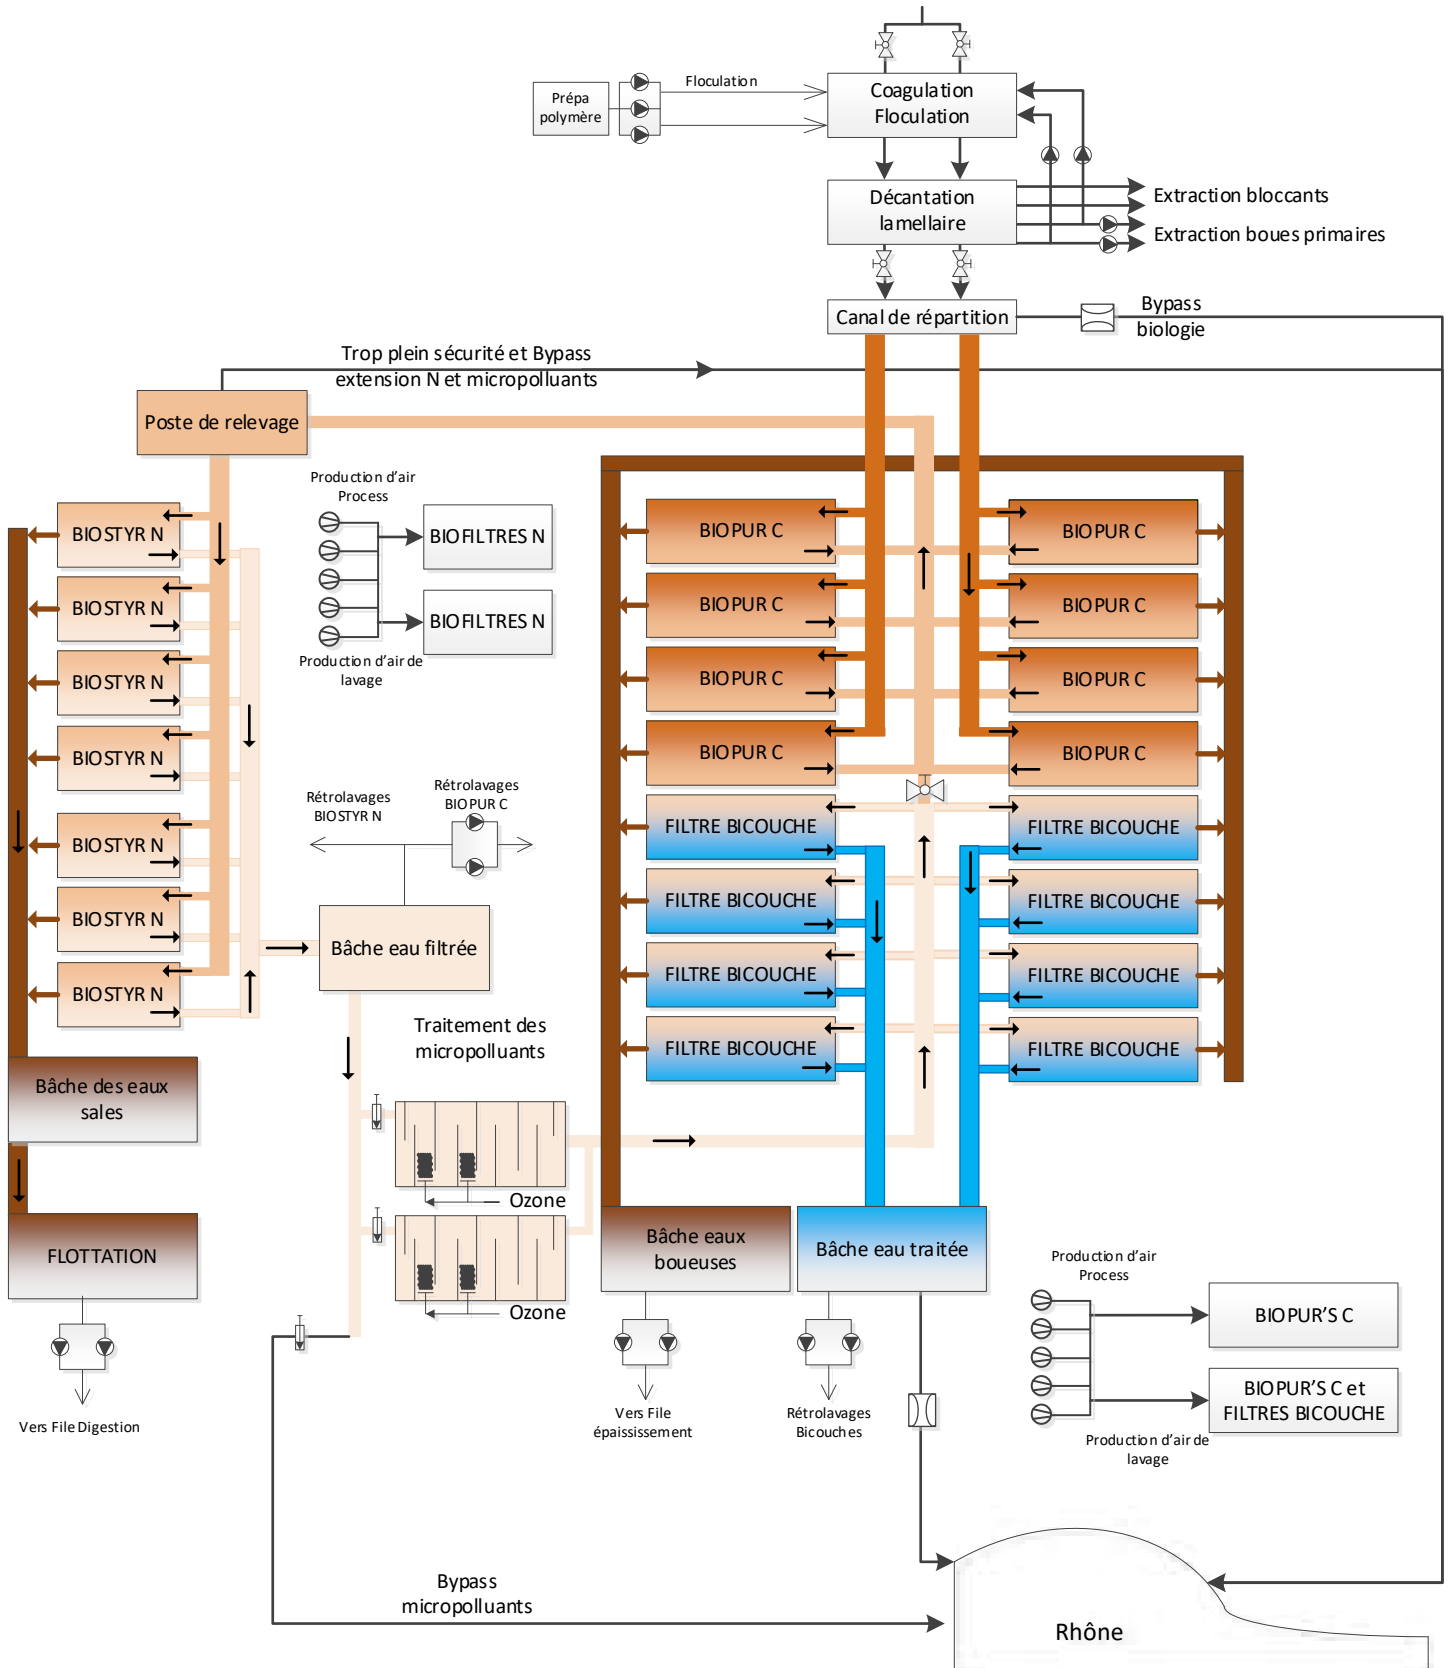 Floculation
Prépa
polymère
Coagulation
Floculation
Décantation
lamellaire
Extraction bloccants
Extraction boues primaires
Canal de répartition
Bypass
biologie
Trop plein sécurité et Bypass
extension N et micropolluants
Poste de relevage
Production d'air
Process
BIOFILTRES N
BIOFILTRES N
Production d'air de
lavage
BIOSTYR N
BIOSTYR N
BIOSTYR N
BIOSTYR N
BIOSTYR N
BIOSTYR N
BIOSTYR N
BIOPUR C
BIOPUR C
BIOPUR C
BIOPUR C
BIOPUR C
BIOPUR C
BIOPUR C
BIOPUR C
FILTRE BICOUCHE
FILTRE BICOUCHE
FILTRE BICOUCHE
FILTRE BICOUCHE
FILTRE BICOUCHE
FILTRE BICOUCHE
FILTRE BICOUCHE
FILTRE BICOUCHE
Rétrolavages
BIOSTYR N
Rétrolavages
BIOPUR C
Bâche eau filtrée
Traitement des
micropolluants
Bâche des eaux
sales
FLOTTATION
Vers File Digestion
Ozone
Ozone
Bâche eaux
boueuses
Bâche eau traitée
Vers File
épaississement
Rétrolavages
Bicouches
Production d'air
Process
BIOPUR'S C
BIOPUR'S C et
FILTRES BICOUCHE
Production d'air de
lavage
Bypass
micropolluants
Rhône